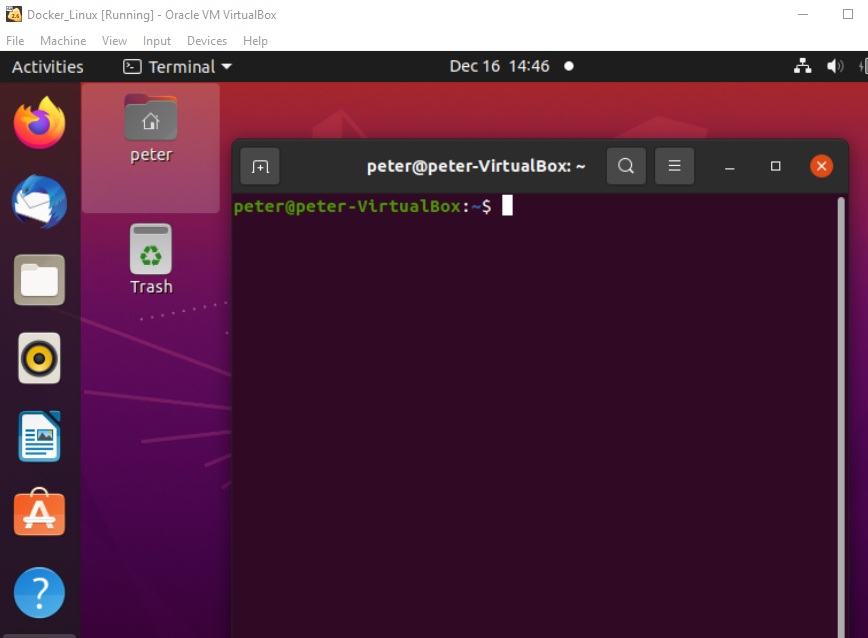 Docker_Linux [Running] - Oracle VM VirtualBox
File Machine View Input Devices Help
Activities Terminal Dec 16 14:46
peter
peter@peter-VirtualBox: ~
peter@peter-VirtualBox:~$
Trash